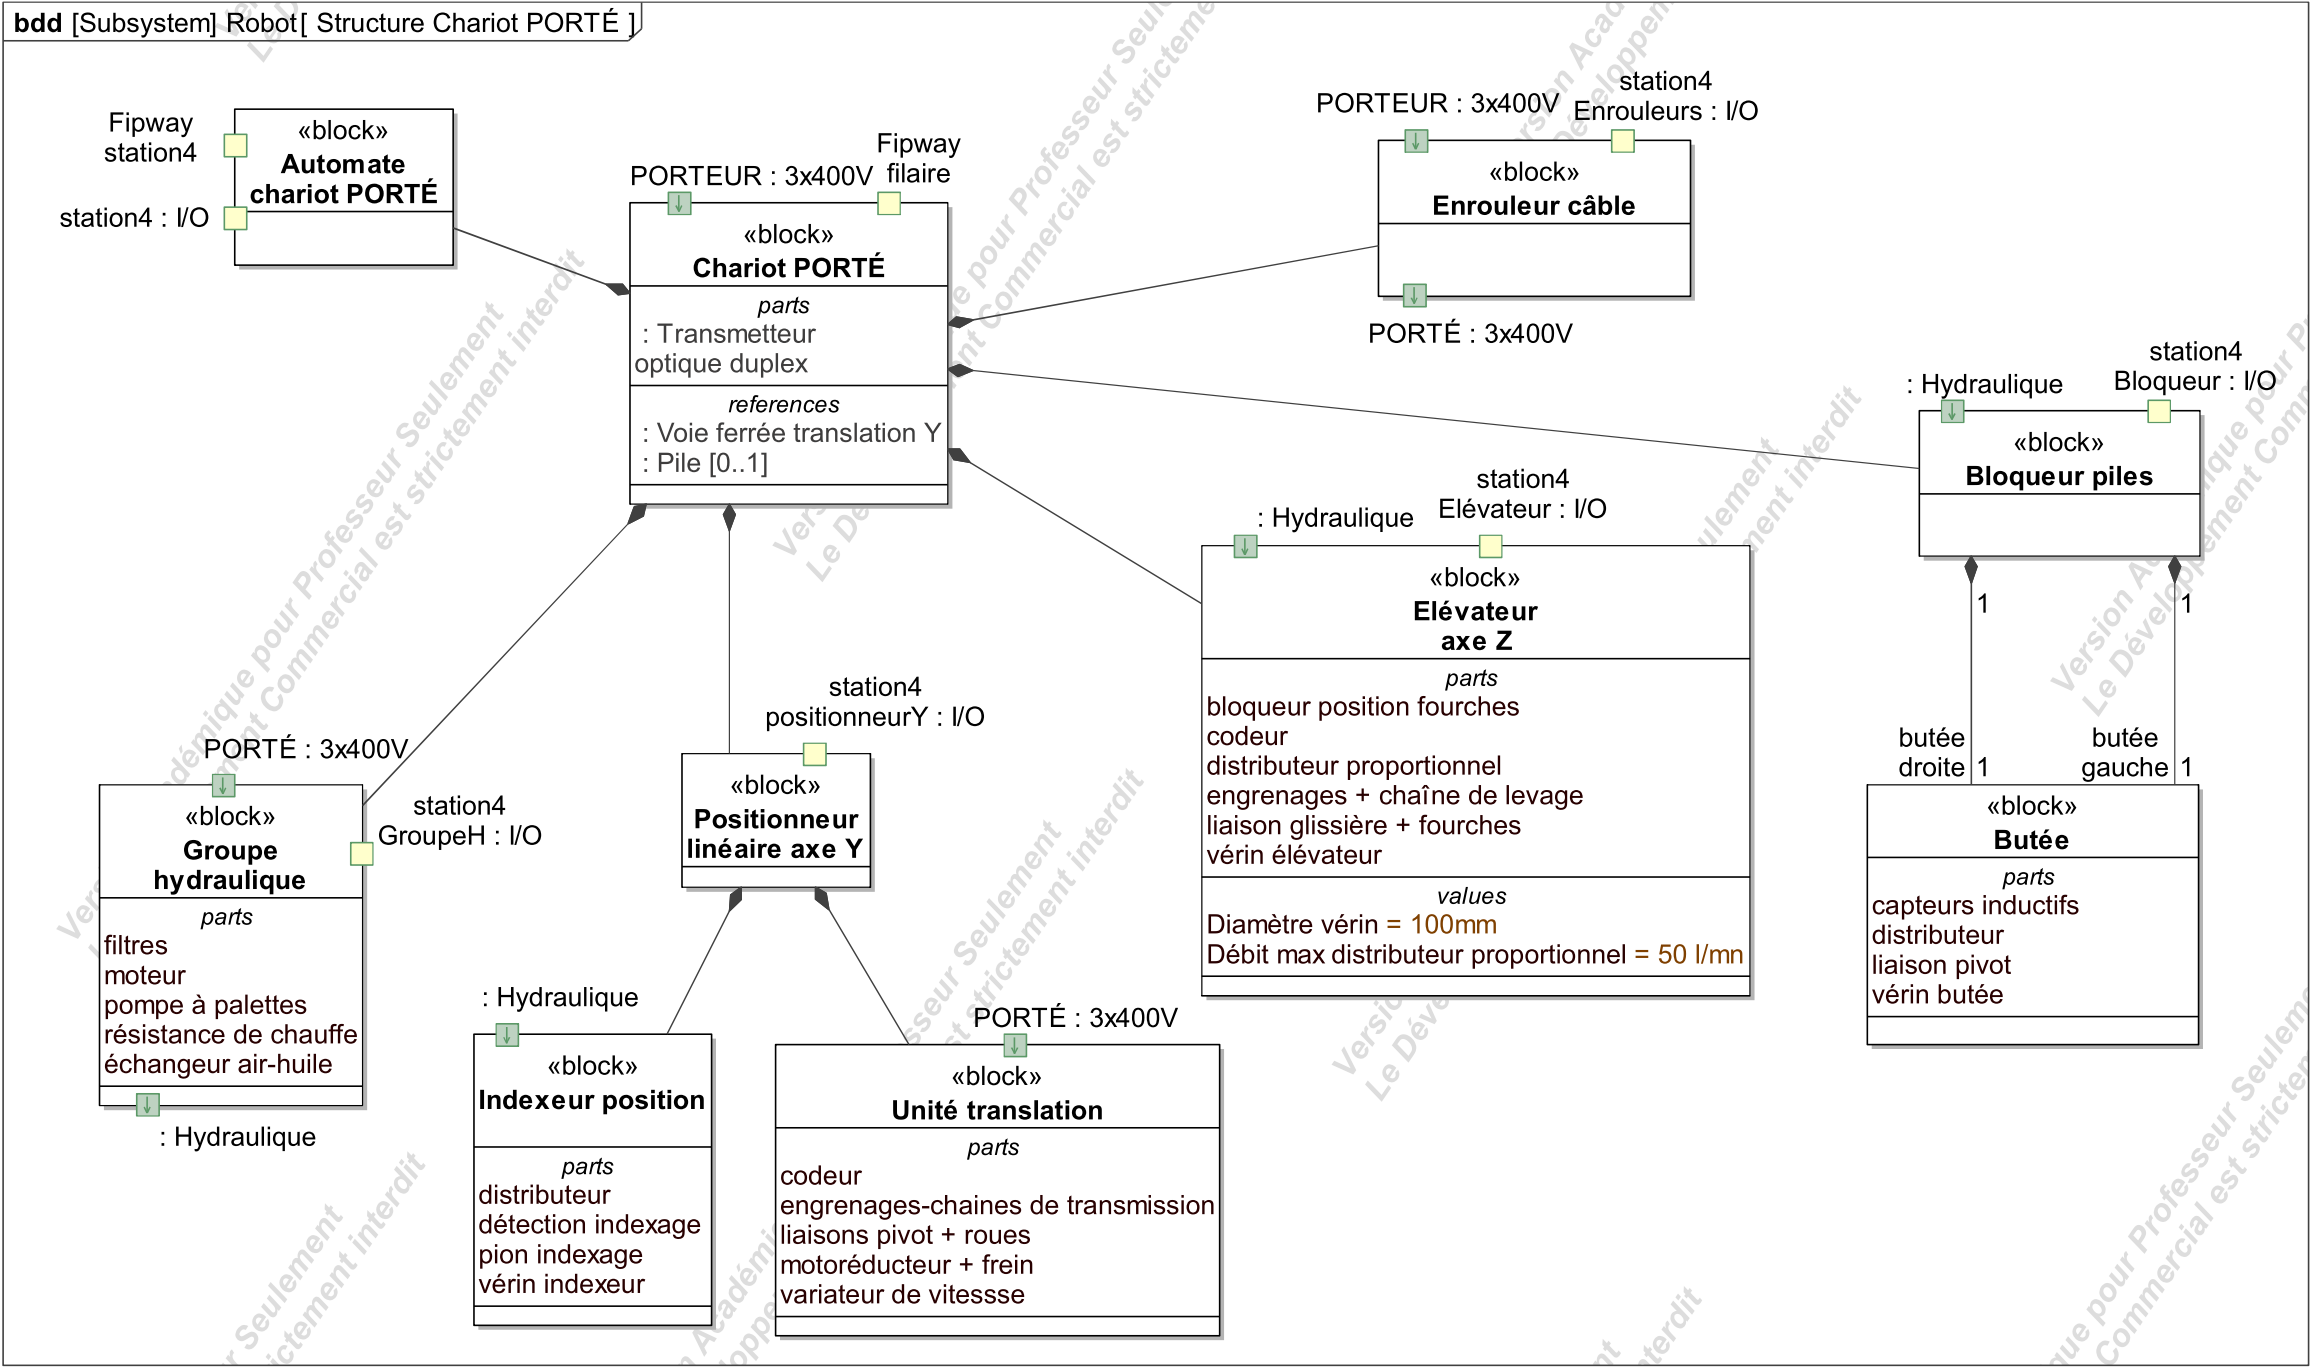 bdd [Subsystem] Robot[ Structure Chariot PORTÉ ]
Fipway
station4
station4 : I/O
«block»
Automate
chariot PORTÉ
PORTEUR : 3x400V
Fipway
filaire
«block»
Chariot PORTÉ
parts
: Transmetteur
optique duplex
references
: Voie ferrée translation Y
: Pile [0..1]
PORTEUR : 3x400V
station4
Enrouleurs : I/O
«block»
Enrouleur câble
PORTÉ : 3x400V
: Hydraulique
station4
Bloqueur : I/O
«block»
Bloqueur piles
1
1
butée
droite
1
butée
gauche
1
«block»
Butée
parts
capteurs inductifs
distributeur
liaison pivot
vérin butée
: Hydraulique
station4
Elévateur : I/O
«block»
Elévateur
axe Z
parts
bloqueur position fourches
codeur
distributeur proportionnel
engrenages + chaîne de levage
liaison glissière + fourches
vérin élévateur
values
Diamètre vérin = 100mm
Débit max distributeur proportionnel = 50 l/mn
station4
positionneurY : I/O
«block»
Positionneur
linéaire axe Y
PORTÉ : 3x400V
station4
GroupeH : I/O
«block»
Groupe
hydraulique
parts
filtres
moteur
pompe à palettes
résistance de chauffe
échangeur air-huile
: Hydraulique
: Hydraulique
«block»
Indexeur position
parts
distributeur
détection indexage
pion indexage
vérin indexeur
PORTÉ : 3x400V
«block»
Unité translation
parts
codeur
engrenages-chaines de transmission
liaisons pivot + roues
motoréducteur + frein
variateur de vitessse